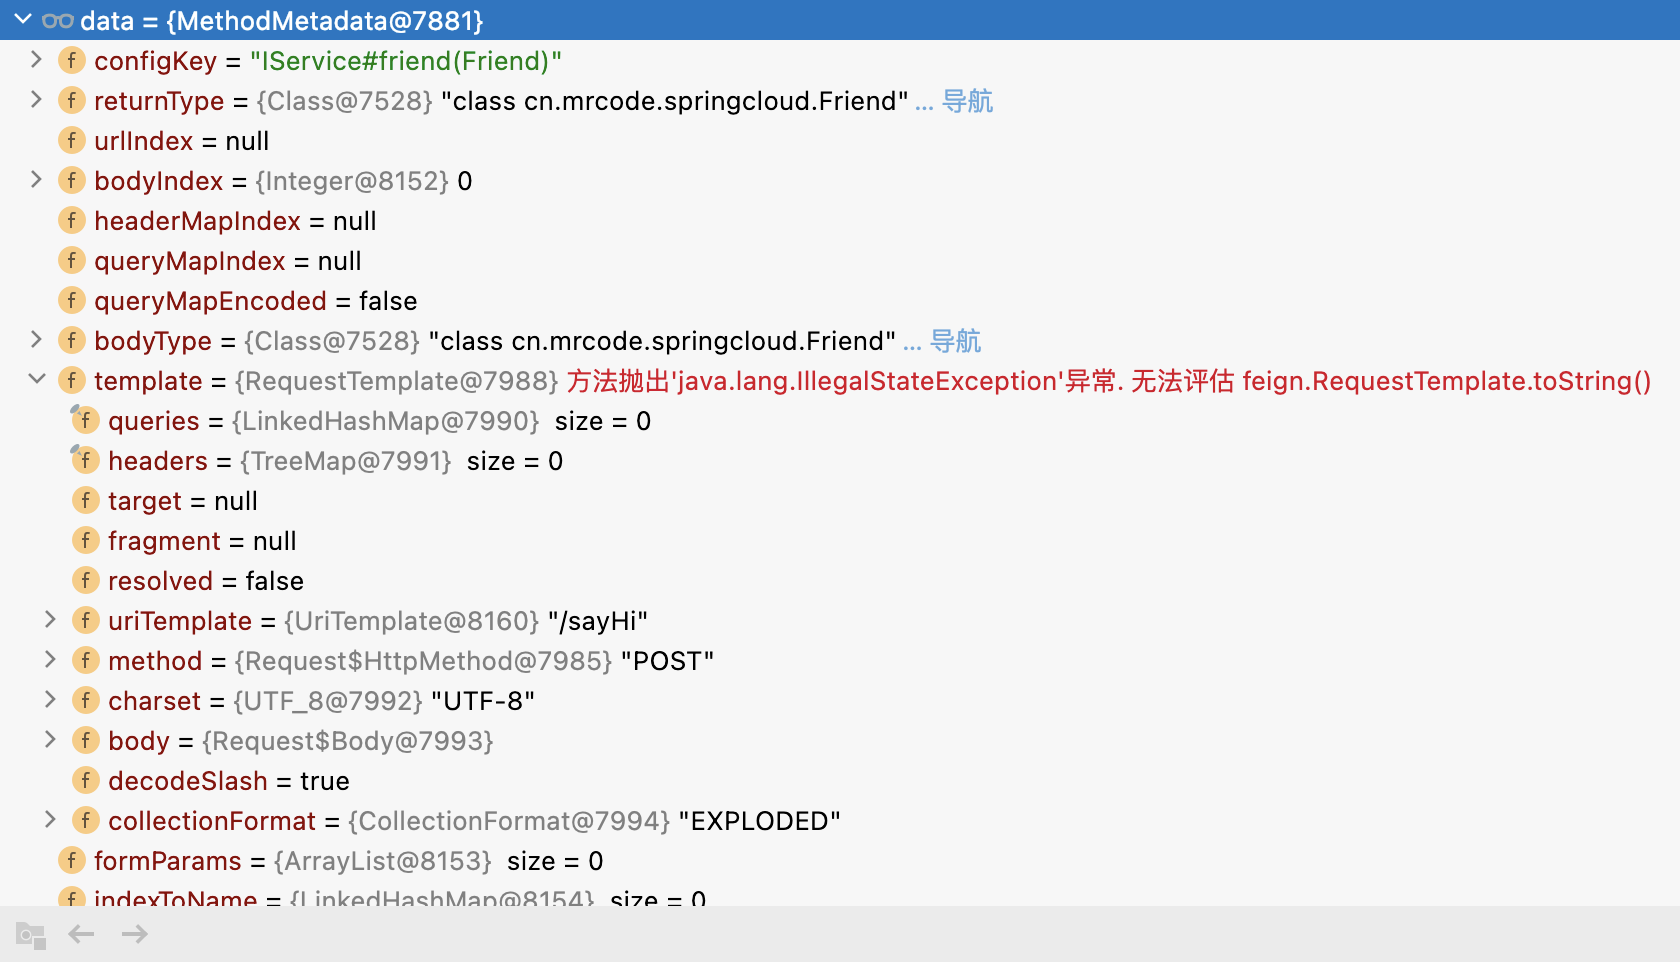 data = {MethodMetadata@7881}
f configKey = "IService#friend(Friend)"
f returnType = {Class@7528} "class cn.mrcode.springcloud.Friend" ... 导航
f urlIndex = null
f bodyIndex = {Integer@8152} 0
f headerMapIndex = null
f queryMapIndex = null
f queryMapEncoded = false
f bodyType = {Class@7528} "class cn.mrcode.springcloud.Friend" ... 导航
f template = {RequestTemplate@7988} 方法抛出'java.lang.IllegalStateException'异常. 无法评估 feign.RequestTemplate.toString()
f queries = {LinkedHashMap@7990} size = 0
f headers = {TreeMap@7991} size = 0
f target = null
f fragment = null
f resolved = false
f uriTemplate = {UriTemplate@8160} "/sayHi"
f method = {Request$HttpMethod@7985} "POST"
f charset = {UTF_8@7992} "UTF-8"
f body = {Request$Body@7993}
f decodeSlash = true
f collectionFormat = {CollectionFormat@7994} "EXPLODED"
f formParams = {ArrayList@8153} size = 0
f indexToName = {LinkedHashMap@8154} size = 0